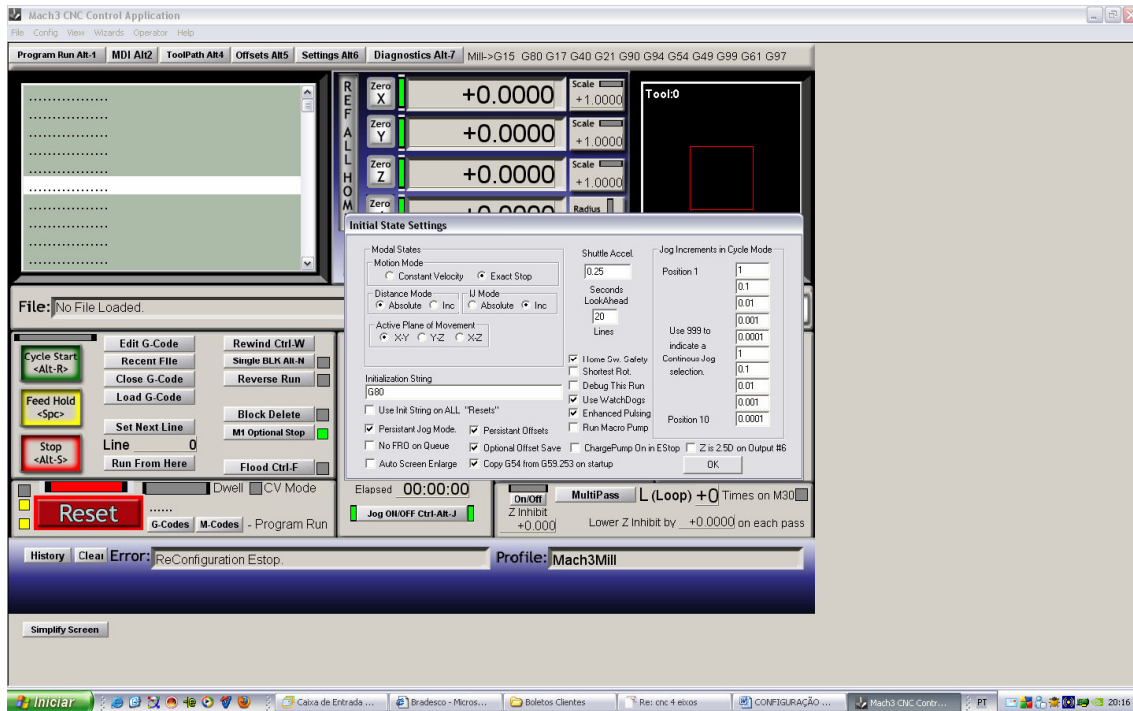 Mach3 CNC Control Application
File Config View Wizards Operator Help
Program Run Alt-1 MDI Alt2 ToolPath Alt4 Offsets Alt5 Settings Alt6 Diagnostics Alt-7 Mill->G15 G80 G17 G40 G21 G90 G94 G54 G49 G99 G61 G97
REF ALL HOM
Zero X +0.0000 Scale +1.0000
Zero Y +0.0000 Scale +1.0000
Zero Z +0.0000 Scale +1.0000
Zero +0.0000 Radius
Tool:0
Initial State Settings
Modal States
Motion Mode
Constant Velocity Exact Stop
Distance Mode IJ Mode
Absolute Inc Absolute Inc
Active Plane of Movement
X-Y Y-Z X-Z
Initialization String
G80
Use Init String on ALL "Resets"
Persistant Jog Mode. Persistant Offsets
No FRO on Queue Optional Offset Save
Auto Screen Enlarge Copy G54 from G59.253 on startup
Shuttle Accel.
0.25
Seconds
LookAhead
20
Lines
Home Sw. Safety
Shortest Rot.
Debug This Run
Use WatchDogs
Enhanced Pulsing
Run Macro Pump
ChargePump On in EStop Z is 2.5D on Output #6
OK
Jog Increments in Cycle Mode
Position 1 1
0.1
0.01
0.001
Use 999 to 0.0001
indicate a
Continous Jog 1
selection. 0.1
0.01
0.001
Position 10 0.0001
File: No File Loaded.
Cycle Start <Alt-R>
Feed Hold <Spc>
Stop <Alt-S>
Edit G-Code Rewind Ctrl-W
Recent File Single BLK Alt-N
Close G-Code Reverse Run
Load G-Code
Block Delete
Set Next Line M1 Optional Stop
Line 0
Run From Here Flood Ctrl-F
Dwell CV Mode
Reset
......
G-Codes M-Codes - Program Run
Elapsed 00:00:00
Jog ON/OFF Ctrl-Alt-J
On/Off MultiPass L (Loop) +0 Times on M30
Z Inhibit
+0.000 Lower Z Inhibit by +0.0000 on each pass
History Clear Error: ReConfiguration Estop. Profile: Mach3Mill
Simplify Screen
Iniciar Caixa de Entrada ... Bradesco - Micros... Boletos Clientes Re: cnc 4 eixos CONFIGURAÇÃO ... Mach3 CNC Contr... PT 20:16